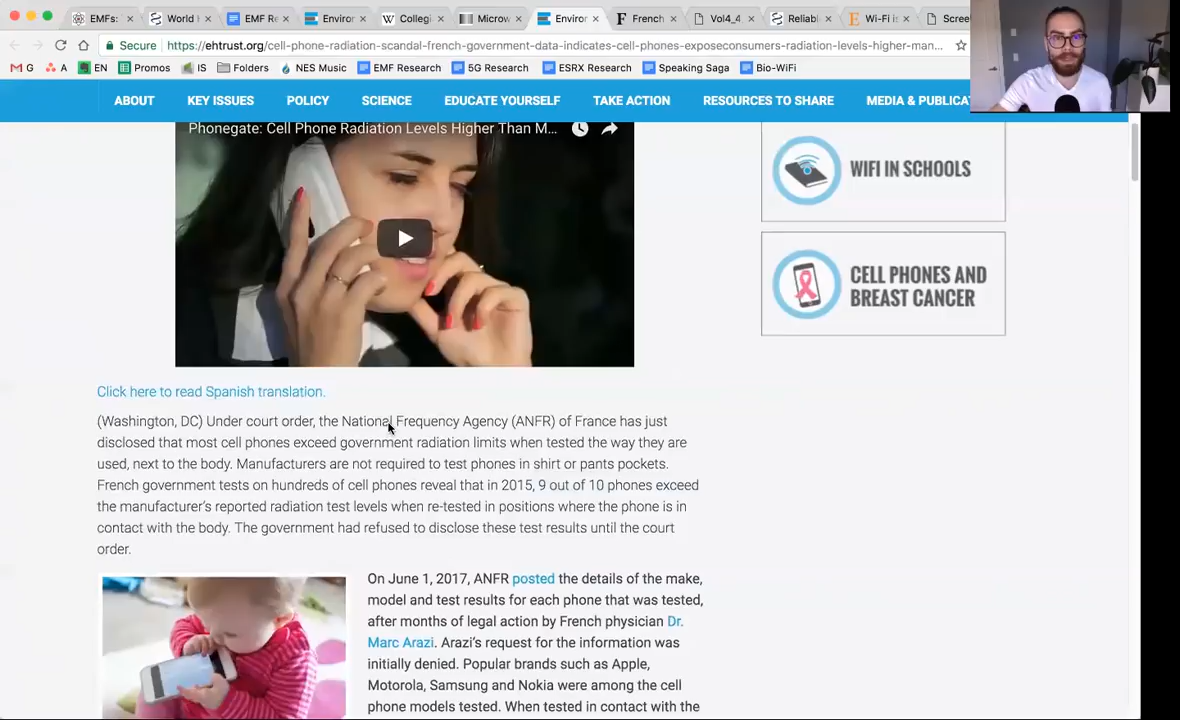 EMFs:
World H
EMF Re
Environ
Collegi
Microw
Environ
French
Vol4_4
Reliabl
Wi-Fi is
Scree
Secure https://ehtrust.org/cell-phone-radiation-scandal-french-government-data-indicates-cell-phones-exposeconsumers-radiation-levels-higher-man...
G
A
EN
Promos
IS
Folders
NES Music
EMF Research
5G Research
ESRX Research
Speaking Saga
Bio-WiFi
ABOUT KEY ISSUES POLICY SCIENCE EDUCATE YOURSELF TAKE ACTION RESOURCES TO SHARE MEDIA & PUBLICAT
Phonegate: Cell Phone Radiation Levels Higher Than M...
WIFI IN SCHOOLS
CELL PHONES AND
BREAST CANCER
Click here to read Spanish translation.
(Washington, DC) Under court order, the National Frequency Agency (ANFR) of France has just
disclosed that most cell phones exceed government radiation limits when tested the way they are
used, next to the body. Manufacturers are not required to test phones in shirt or pants pockets.
French government tests on hundreds of cell phones reveal that in 2015, 9 out of 10 phones exceed
the manufacturer's reported radiation test levels when re-tested in positions where the phone is in
contact with the body. The government had refused to disclose these test results until the court
order.
On June 1, 2017, ANFR posted the details of the make,
model and test results for each phone that was tested,
after months of legal action by French physician Dr.
Marc Arazi. Arazi's request for the information was
initially denied. Popular brands such as Apple,
Motorola, Samsung and Nokia were among the cell
phone models tested. When tested in contact with the